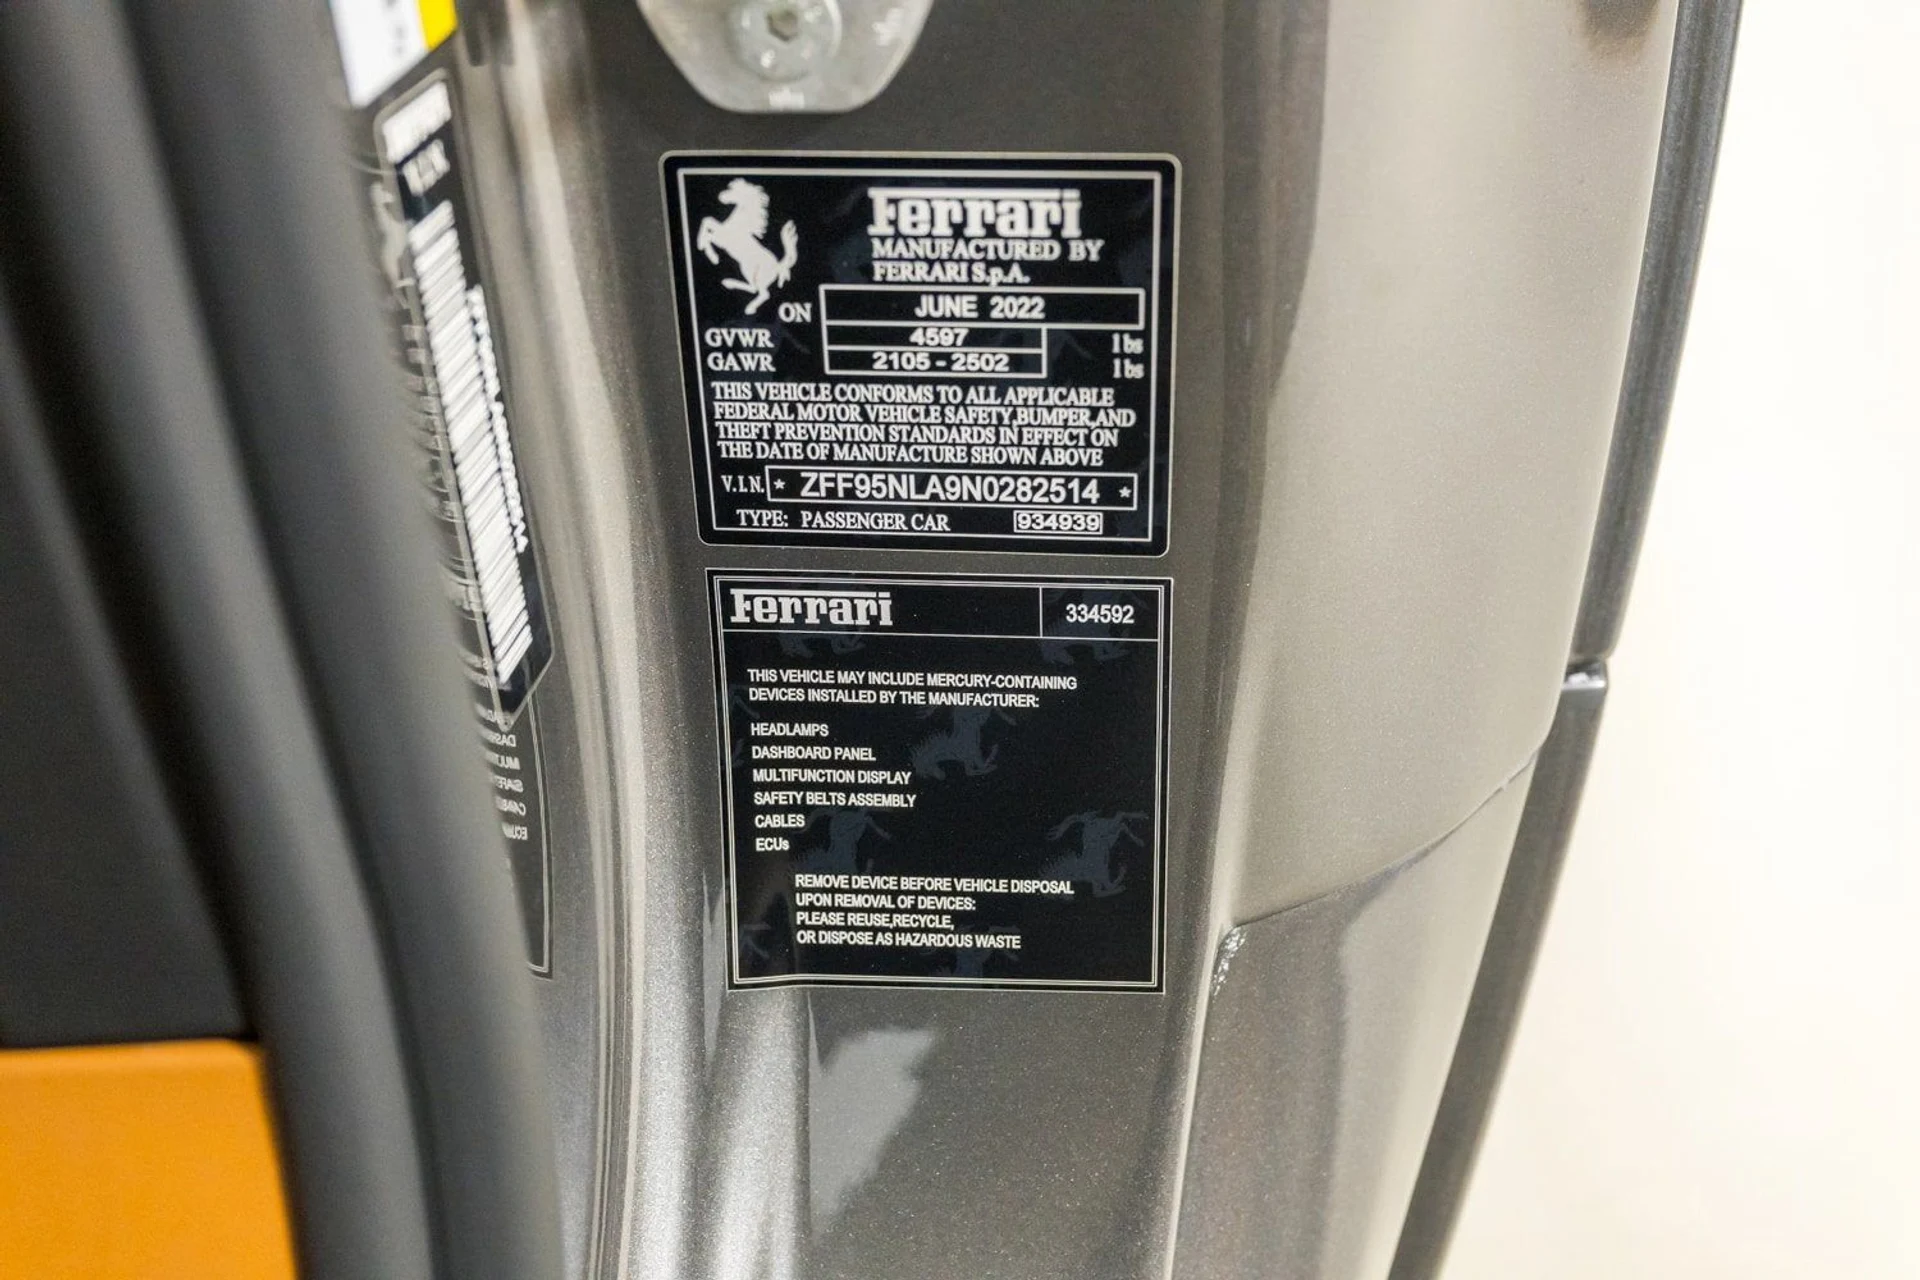 Ferrari
MANUFACTURED BY
FERRARI S.p.A.
ON JUNE 2022
GVWR 4597 lbs
GAWR 2105 - 2502 lbs
THIS VEHICLE CONFORMS TO ALL APPLICABLE
FEDERAL MOTOR VEHICLE SAFETY,BUMPER,AND
THEFT PREVENTION STANDARDS IN EFFECT ON
THE DATE OF MANUFACTURE SHOWN ABOVE
V.I.N. * ZFF95NLA9N0282514 *
TYPE: PASSENGER CAR 934939
Ferrari 334592
THIS VEHICLE MAY INCLUDE MERCURY-CONTAINING
DEVICES INSTALLED BY THE MANUFACTURER:
HEADLAMPS
DASHBOARD PANEL
MULTIFUNCTION DISPLAY
SAFETY BELTS ASSEMBLY
CABLES
ECUs
REMOVE DEVICE BEFORE VEHICLE DISPOSAL
UPON REMOVAL OF DEVICES:
PLEASE REUSE,RECYCLE,
OR DISPOSE AS HAZARDOUS WASTE